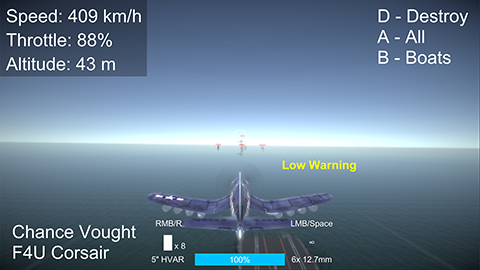 Speed: 409 km/h
Throttle: 88%
Altitude: 43 m
D - Destroy
A - All
B - Boats
Low Warning
Chance Vought
F4U Corsair
RMB/R
x 8
5" HVAR
100%
LMB/Space
∞
6x 12.7mm